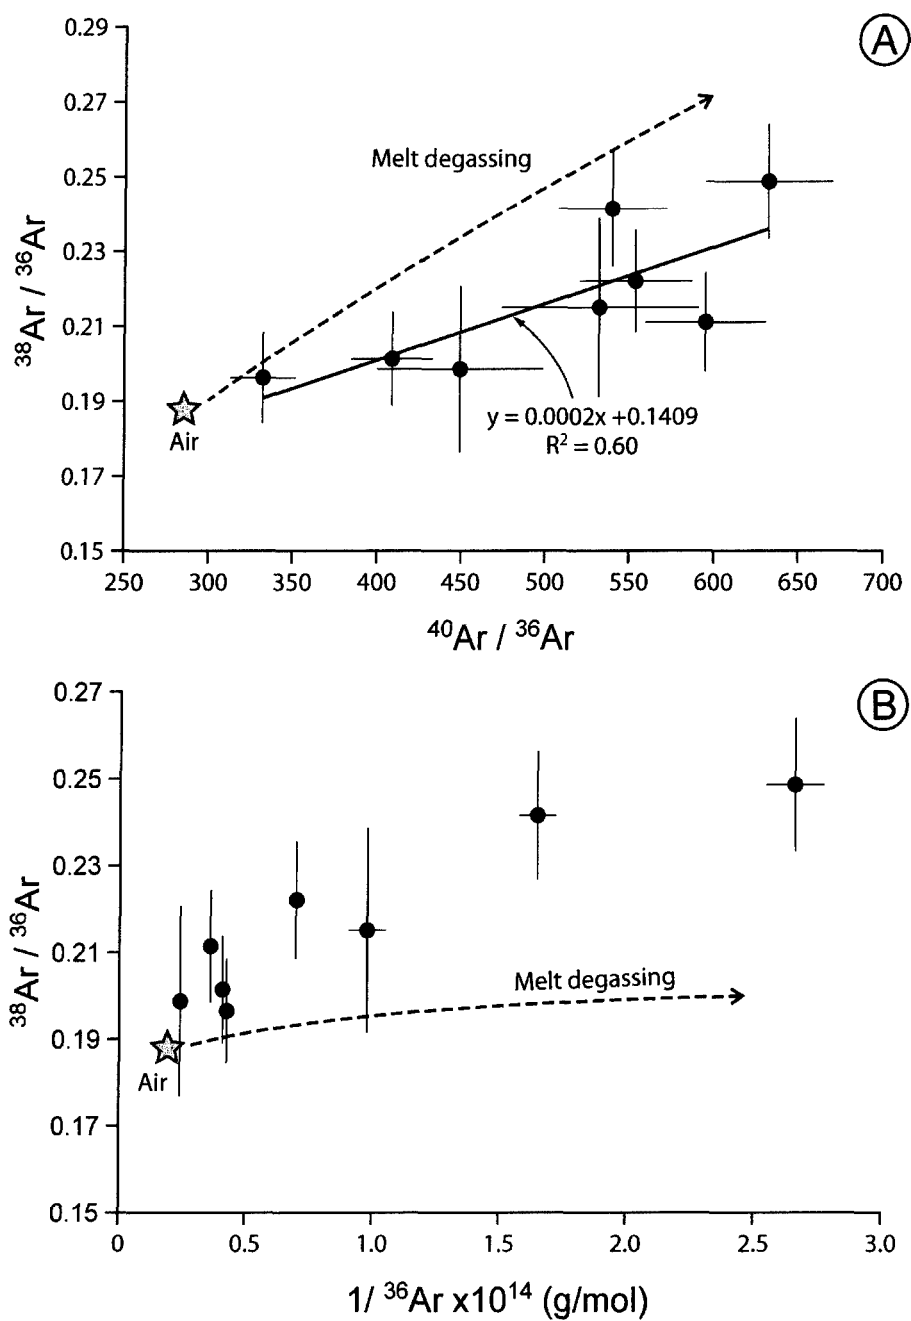 A
0.29
0.27
0.25
0.23
0.21
0.19
0.17
0.15
38Ar / 36Ar
Melt degassing
Air
y = 0.0002x +0.1409
R2 = 0.60
250 300 350 400 450 500 550 600 650 700
40Ar / 36Ar
B
0.27
0.25
0.23
0.21
0.19
0.17
0.15
38Ar / 36Ar
Melt degassing
Air
0 0.5 1.0 1.5 2.0 2.5 3.0
1/ 36Ar x1014 (g/mol)